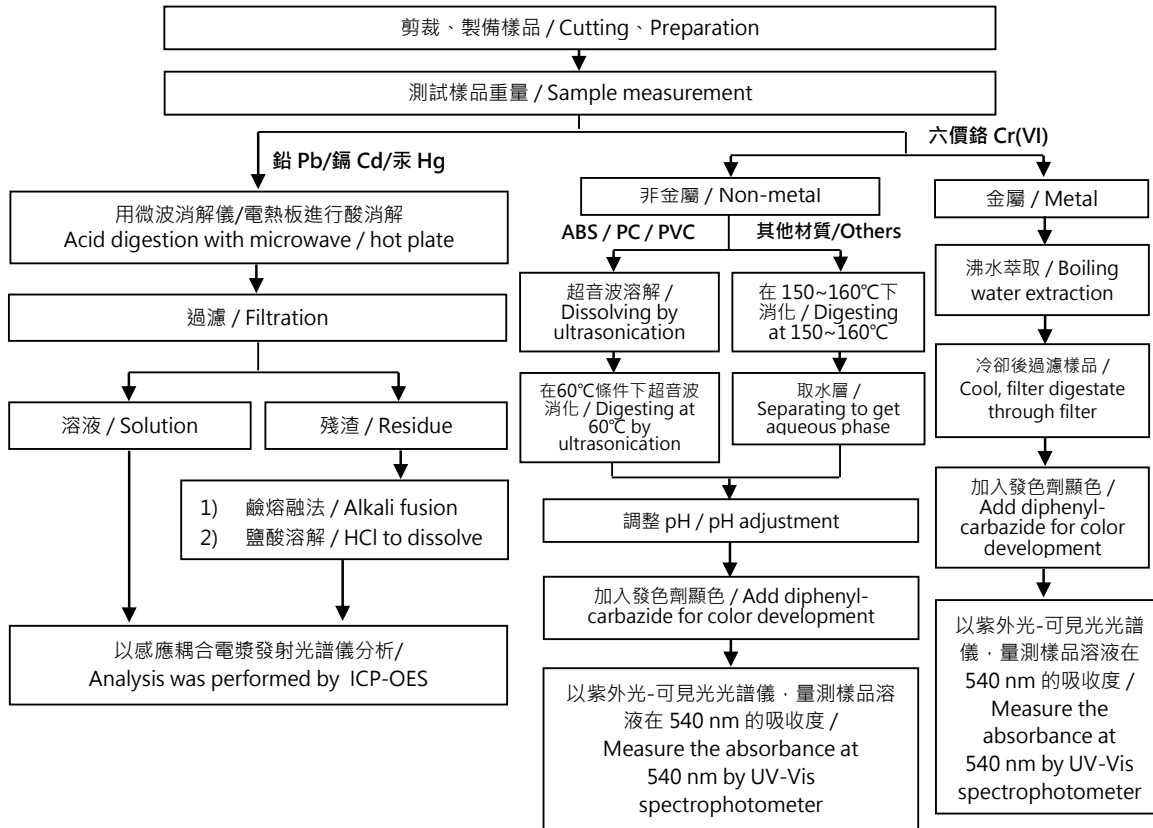 剪裁、製備樣品 / Cutting、Preparation
測試樣品重量 / Sample measurement
鉛 Pb/鎘 Cd/汞 Hg
用微波消解儀/電熱板進行酸消解
Acid digestion with microwave / hot plate
過濾 / Filtration
溶液 / Solution
殘渣 / Residue
1) 鹼熔融法 / Alkali fusion
2) 鹽酸溶解 / HCl to dissolve
以感應耦合電漿發射光譜儀分析/
Analysis was performed by ICP-OES
六價鉻 Cr(VI)
非金屬 / Non-metal
ABS / PC / PVC
超音波溶解 /
Dissolving by
ultrasonication
在60℃條件下超音波
消化 / Digesting at
60℃ by
ultrasonication
其他材質/Others
在 150~160℃下
消化 / Digesting
at 150~160℃
取水層 /
Separating to get
aqueous phase
調整 pH / pH adjustment
加入發色劑顯色 / Add diphenyl-
carbazide for color development
以紫外光-可見光光譜儀，量測樣品溶
液在 540 nm 的吸收度 /
Measure the absorbance at
540 nm by UV-Vis
spectrophotometer
金屬 / Metal
沸水萃取 / Boiling
water extraction
冷卻後過濾樣品 /
Cool, filter digestate
through filter
加入發色劑顯色 /
Add diphenyl-
carbazide for color
development
以紫外光-可見光光譜
儀，量測樣品溶液在
540 nm 的吸收度 /
Measure the
absorbance at
540 nm by UV-Vis
spectrophotometer